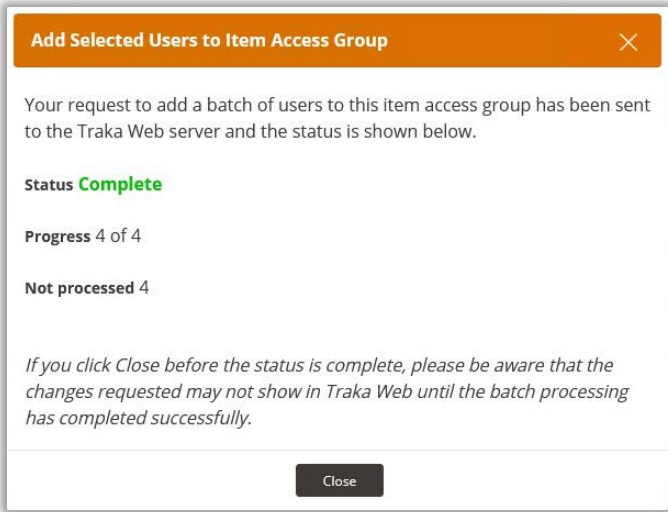 Add Selected Users to Item Access Group
Your request to add a batch of users to this item access group has been sent
to the Traka Web server and the status is shown below.
Status Complete
Progress 4 of 4
Not processed 4
If you click Close before the status is complete, please be aware that the
changes requested may not show in Traka Web until the batch processing
has completed successfully.
Close